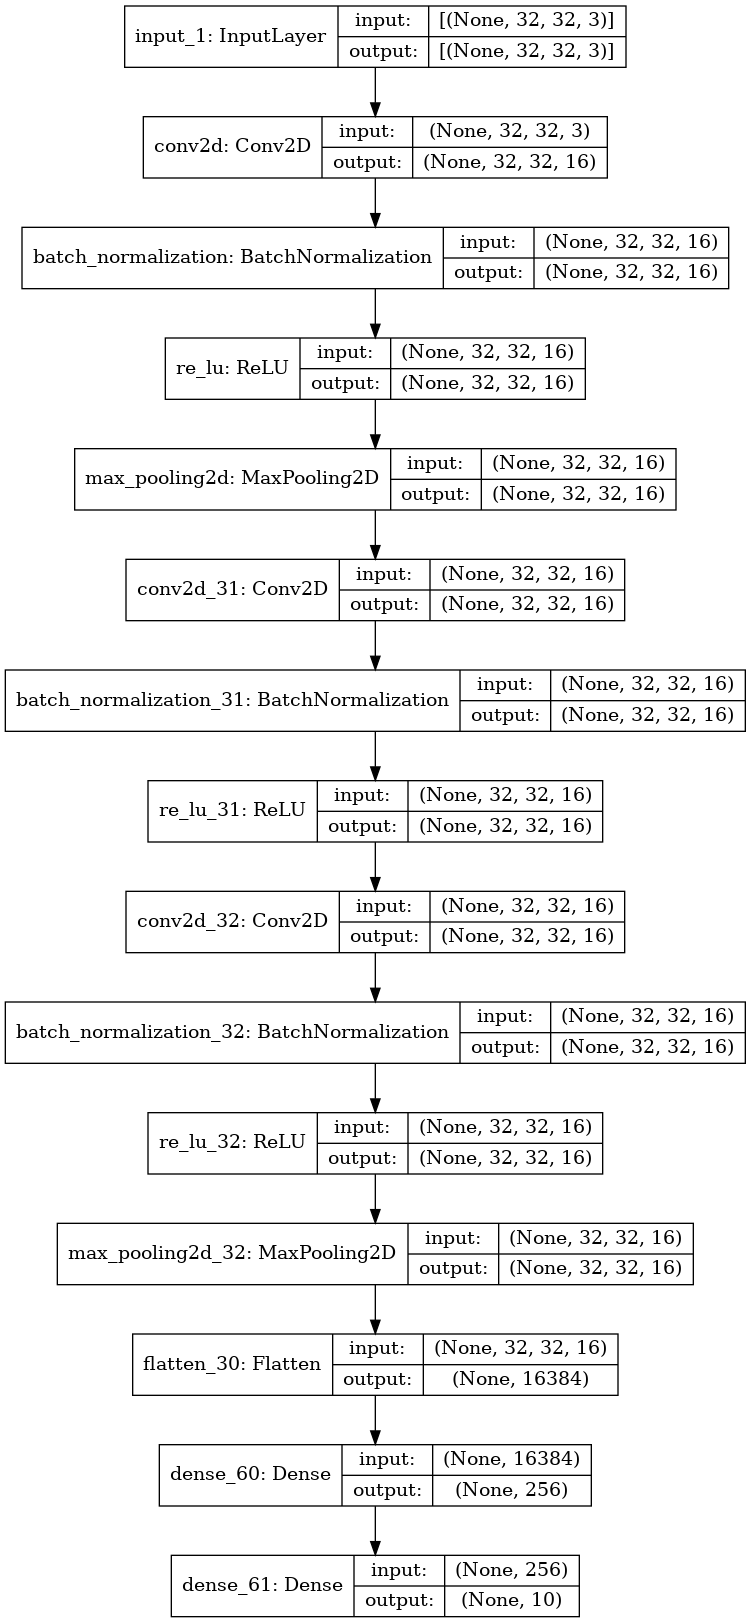 input_1: InputLayer
input: [(None, 32, 32, 3)]
output: [(None, 32, 32, 3)]
conv2d: Conv2D
input: (None, 32, 32, 3)
output: (None, 32, 32, 16)
batch_normalization: BatchNormalization
input: (None, 32, 32, 16)
output: (None, 32, 32, 16)
re_lu: ReLU
input: (None, 32, 32, 16)
output: (None, 32, 32, 16)
max_pooling2d: MaxPooling2D
input: (None, 32, 32, 16)
output: (None, 32, 32, 16)
conv2d_31: Conv2D
input: (None, 32, 32, 16)
output: (None, 32, 32, 16)
batch_normalization_31: BatchNormalization
input: (None, 32, 32, 16)
output: (None, 32, 32, 16)
re_lu_31: ReLU
input: (None, 32, 32, 16)
output: (None, 32, 32, 16)
conv2d_32: Conv2D
input: (None, 32, 32, 16)
output: (None, 32, 32, 16)
batch_normalization_32: BatchNormalization
input: (None, 32, 32, 16)
output: (None, 32, 32, 16)
re_lu_32: ReLU
input: (None, 32, 32, 16)
output: (None, 32, 32, 16)
max_pooling2d_32: MaxPooling2D
input: (None, 32, 32, 16)
output: (None, 32, 32, 16)
flatten_30: Flatten
input: (None, 32, 32, 16)
output: (None, 16384)
dense_60: Dense
input: (None, 16384)
output: (None, 256)
dense_61: Dense
input: (None, 256)
output: (None, 10)